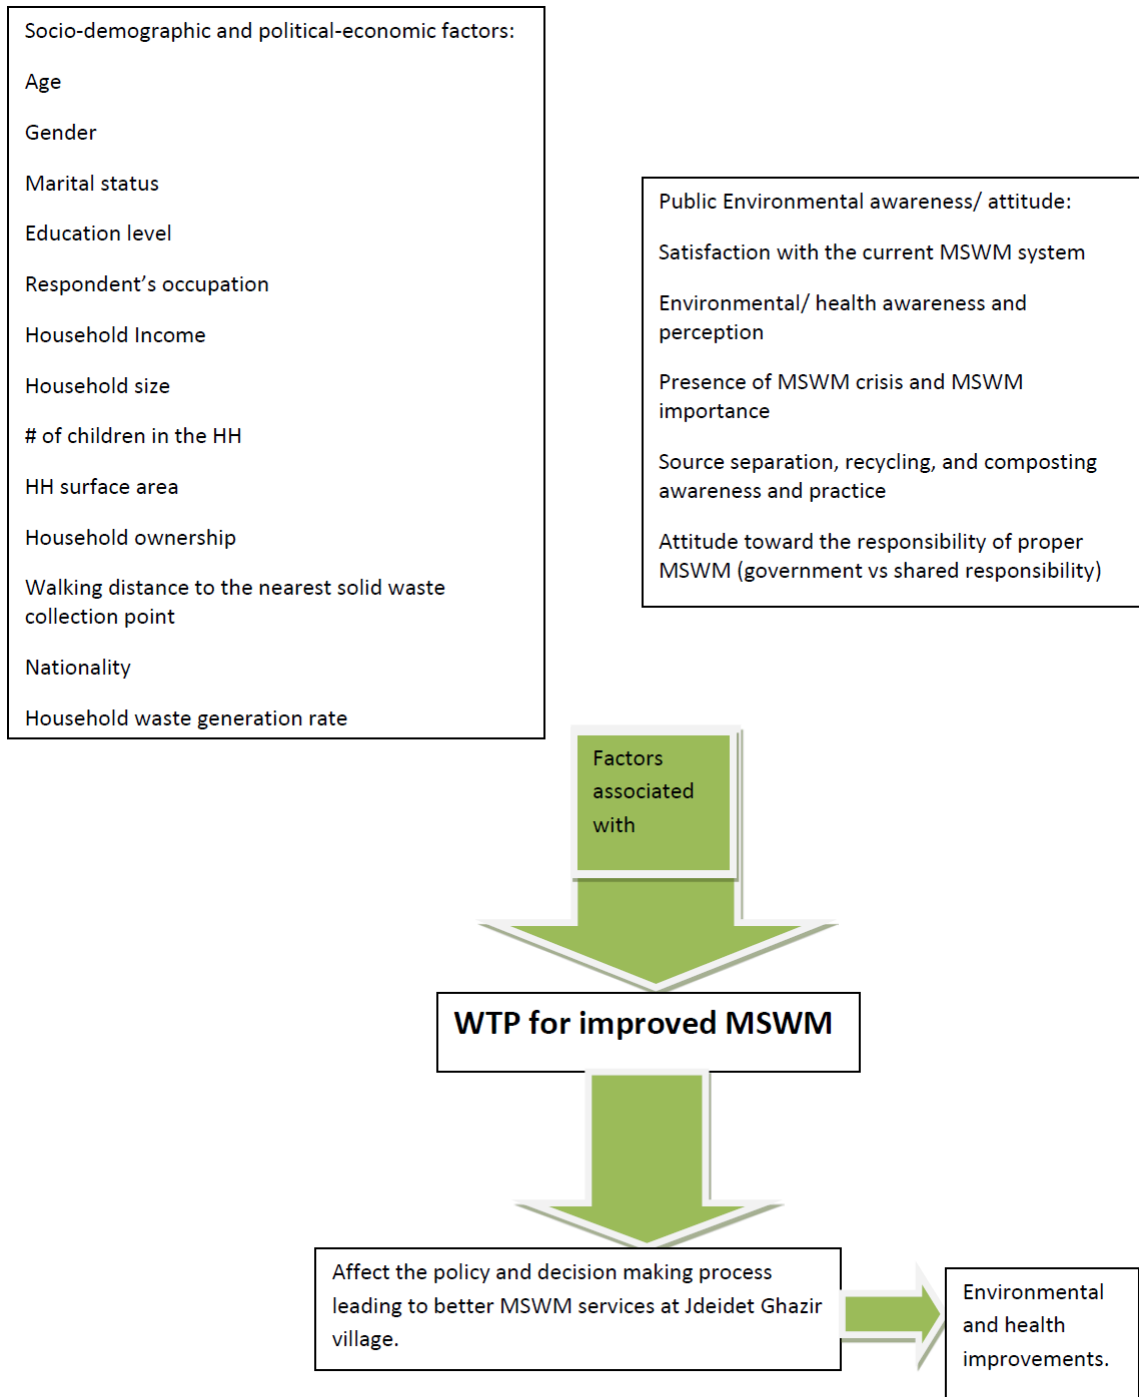 Socio-demographic and political-economic factors:
Age
Gender
Marital status
Education level
Respondent’s occupation
Household Income
Household size
# of children in the HH
HH surface area
Household ownership
Walking distance to the nearest solid waste
collection point
Nationality
Household waste generation rate
Public Environmental awareness/ attitude:
Satisfaction with the current MSWM system
Environmental/ health awareness and
perception
Presence of MSWM crisis and MSWM
importance
Source separation, recycling, and composting
awareness and practice
Attitude toward the responsibility of proper
MSWM (government vs shared responsibility)
Factors
associated
with
WTP for improved MSWM
Affect the policy and decision making process
leading to better MSWM services at Jdeidet Ghazir
village.
Environmental
and health
improvements.